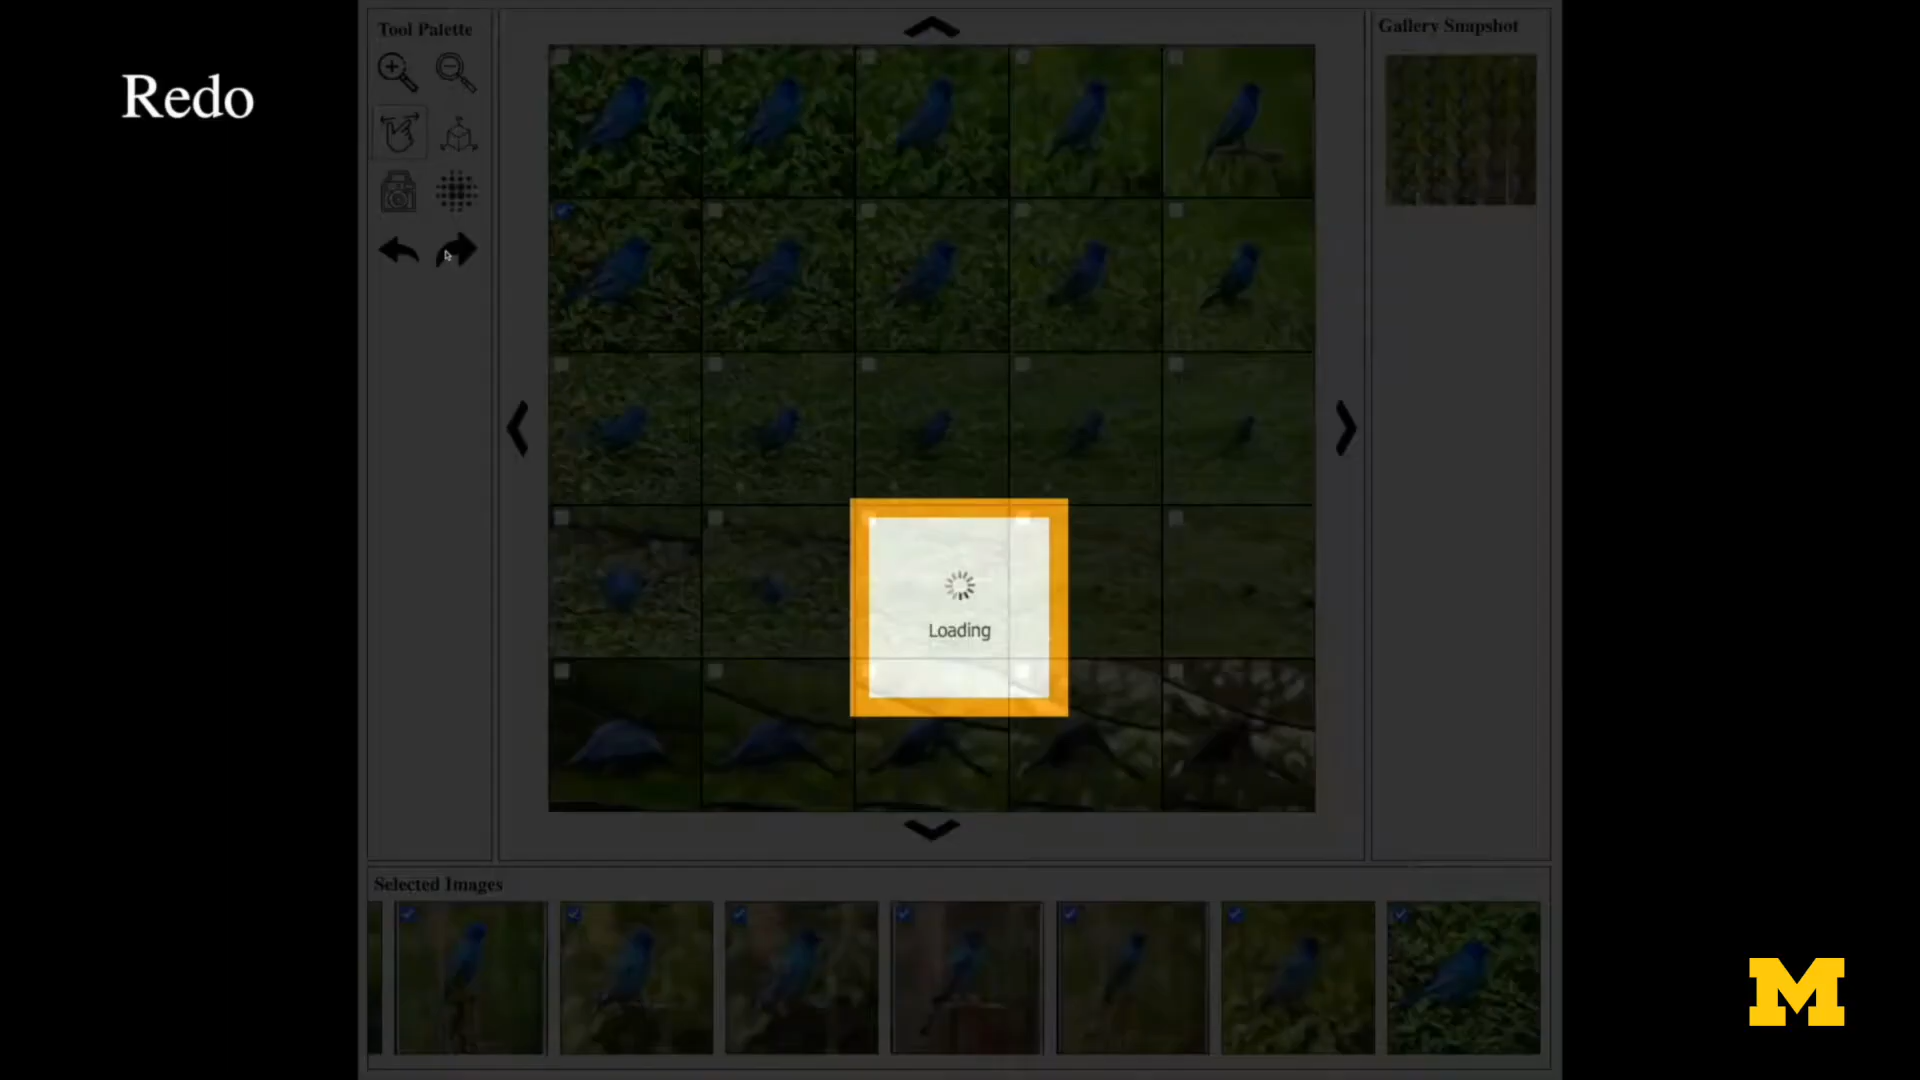 Redo
Tool Palette
Gallery Snapshot
Loading
Selected Images
M